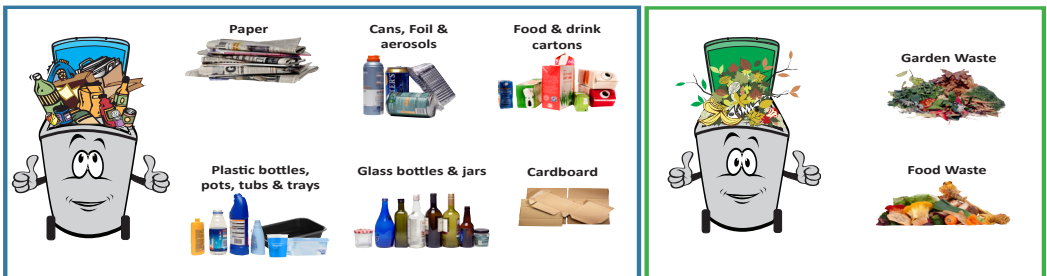 Paper
Cans, Foil &
aerosols
Food & drink
cartons
Plastic bottles,
pots, tubs & trays
Glass bottles & jars
Cardboard
Garden Waste
Food Waste